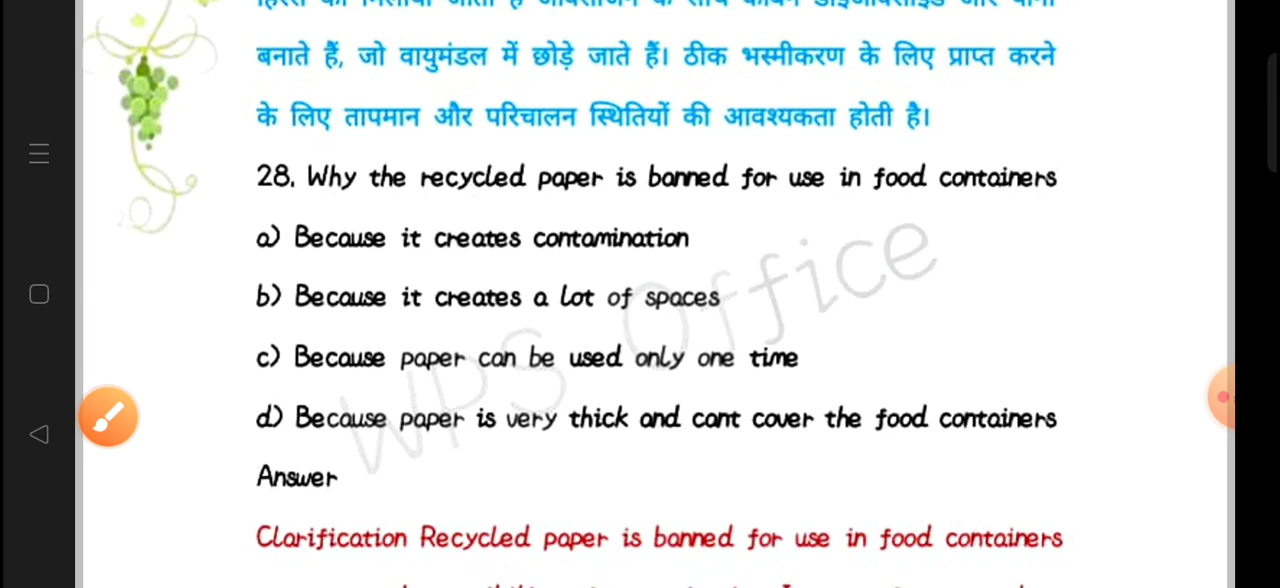 बनाते हैं, जो वायुमंडल में छोड़े जाते हैं। ठीक भस्मीकरण के लिए प्राप्त करने
के लिए तापमान और परिचालन स्थितियों की आवश्यकता होती है।
28. Why the recycled paper is banned for use in food containers
a) Because it creates contamination
b) Because it creates a lot of spaces
c) Because paper can be used only one time
d) Because paper is very thick and cant cover the food containers
Answer
Clarification Recycled paper is banned for use in food containers
WPS Office